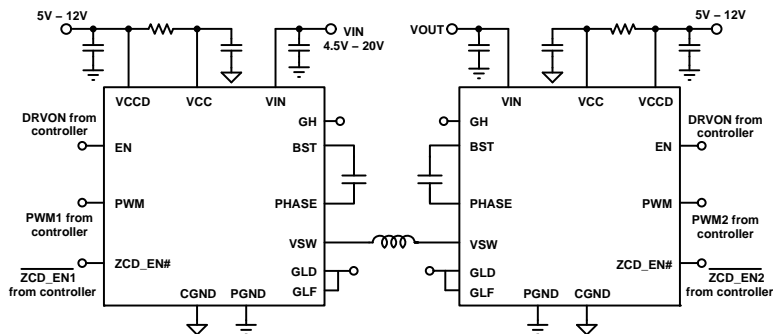 5V – 12V
VIN
4.5V – 20V
VOUT
5V – 12V
VCCD
VCC
VIN
VIN
VCC
VCCD
DRVON from
controller
EN
GH
BST
GH
BST
EN
DRVON from
controller
PWM1 from
controller
PWM
PHASE
PHASE
PWM
PWM2 from
controller
VSW
VSW
ZCD_EN1
from controller
ZCD_EN#
GLD
GLF
GLD
GLF
ZCD_EN#
ZCD_EN2
from controller
CGND
PGND
PGND
CGND